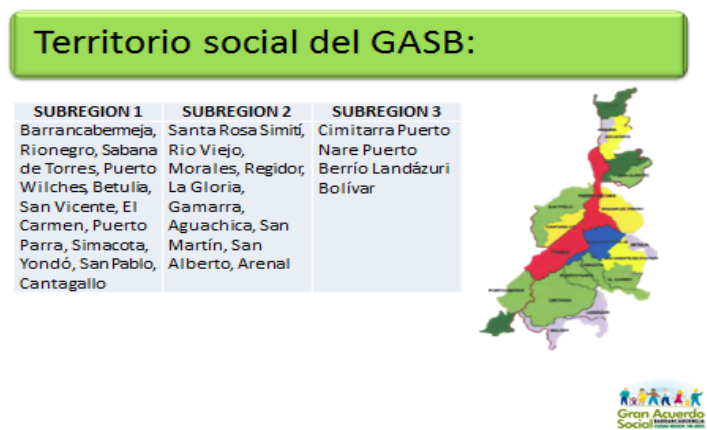 Territorio social del GASB:
SUBREGION 1
Barrancabermeja,
Rionegro, Sabana
de Torres, Puerto
Wilches, Betulia,
San Vicente, El
Carmen, Puerto
Parra, Simacota,
Yondó, San Pablo,
Cantagallo
SUBREGION 2
Santa Rosa Simití,
Rio Viejo,
Morales, Regidor,
La Gloria,
Gamarra,
Aguachica, San
Martín, San
Alberto, Arenal
SUBREGION 3
Cimitarra Puerto
Nare Puerto
Berrío Landázuri
Bolívar
Gran Acuerdo
Social BARRANCABERMEJA